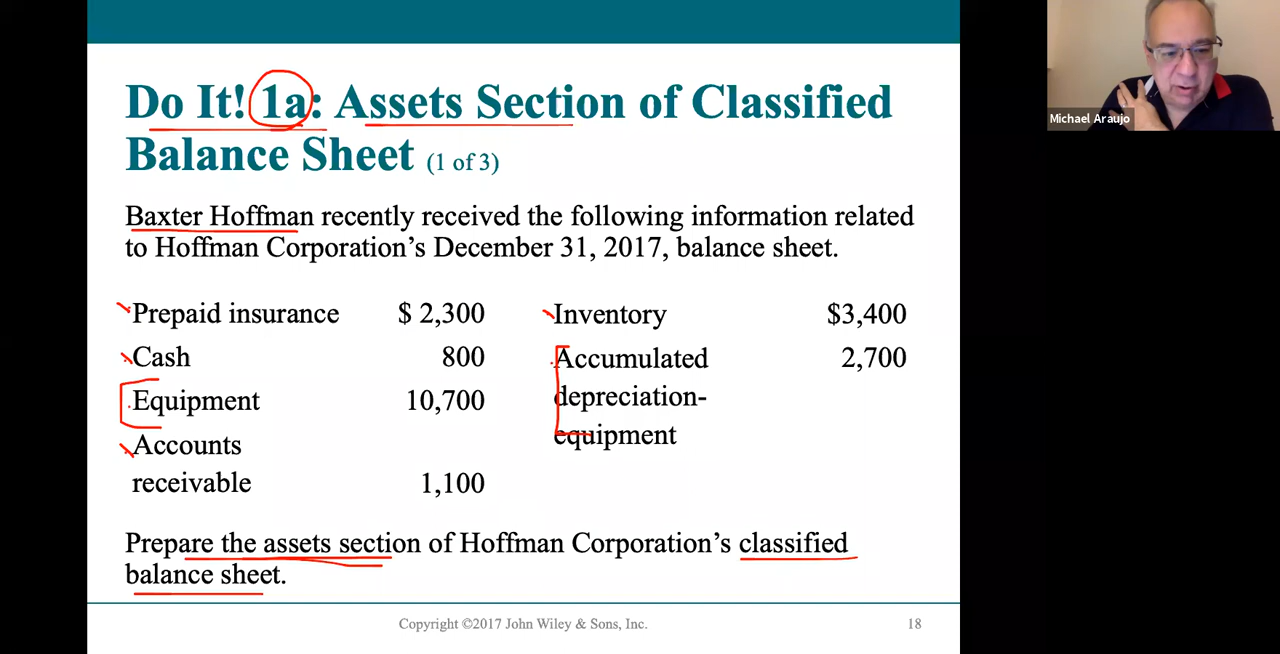 Do It! 1a: Assets Section of Classified
Balance Sheet (1 of 3)
Michael Araujo
Baxter Hoffman recently received the following information related
to Hoffman Corporation's December 31, 2017, balance sheet.
Prepaid insurance $ 2,300 Inventory $3,400
Cash 800 Accumulated 2,700
Equipment 10,700 depreciation-
Accounts equipment
receivable 1,100
Prepare the assets section of Hoffman Corporation's classified
balance sheet.
Copyright ©2017 John Wiley & Sons, Inc. 18